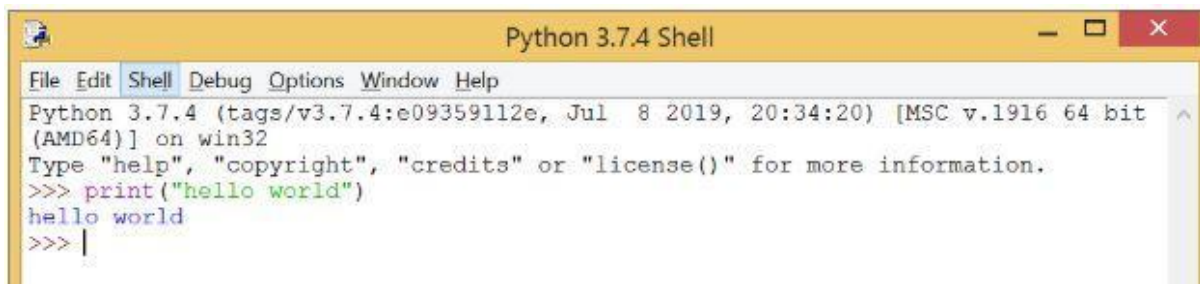 Python 3.7.4 Shell
File Edit Shell Debug Options Window Help
Python 3.7.4 (tags/v3.7.4:e09359112e, Jul  8 2019, 20:34:20) [MSC v.1916 64 bit
(AMD64)] on win32
Type "help", "copyright", "credits" or "license()" for more information.
>>> print("hello world")
hello world
>>>